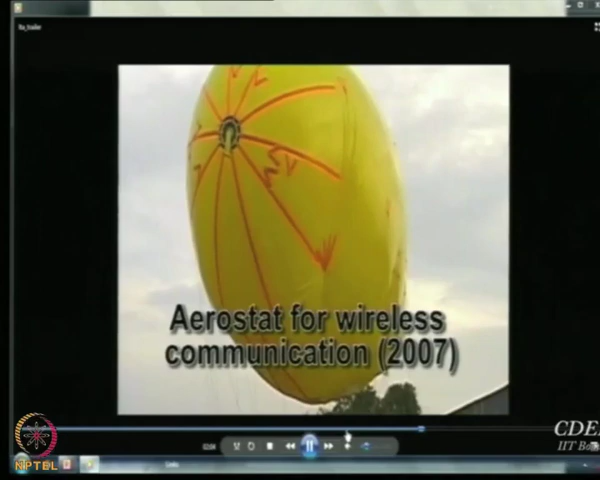 Aerostat for wireless
communication (2007)
CDE
IIT Bo
NPTEL